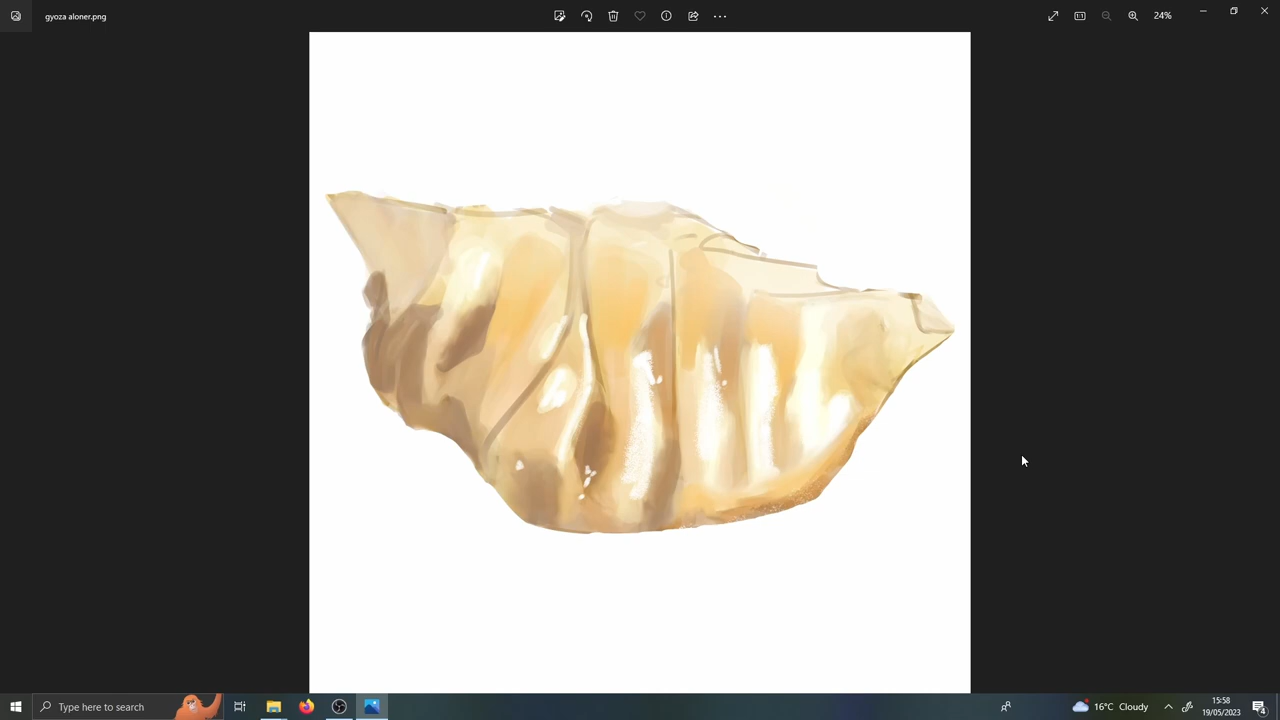 gyoza aloner.png
24%
Type here to search
16°C Cloudy
15:58
19/05/2023